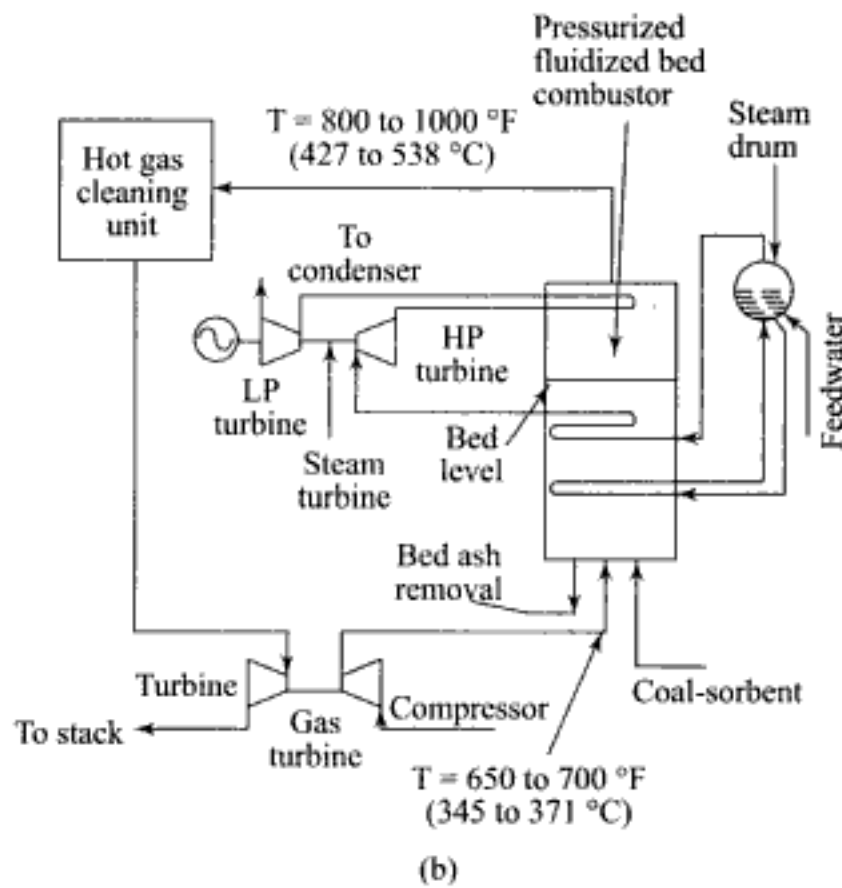 Pressurized
fluidized bed
combustor
Steam
drum
T = 800 to 1000 °F
(427 to 538 °C)
Hot gas
cleaning
unit
To
condenser
HP
turbine
LP
turbine
Steam
turbine
Bed
level
Feedwater
Bed ash
removal
Coal-sorbent
Turbine
Gas
turbine
Compressor
To stack
T = 650 to 700 °F
(345 to 371 °C)
(b)